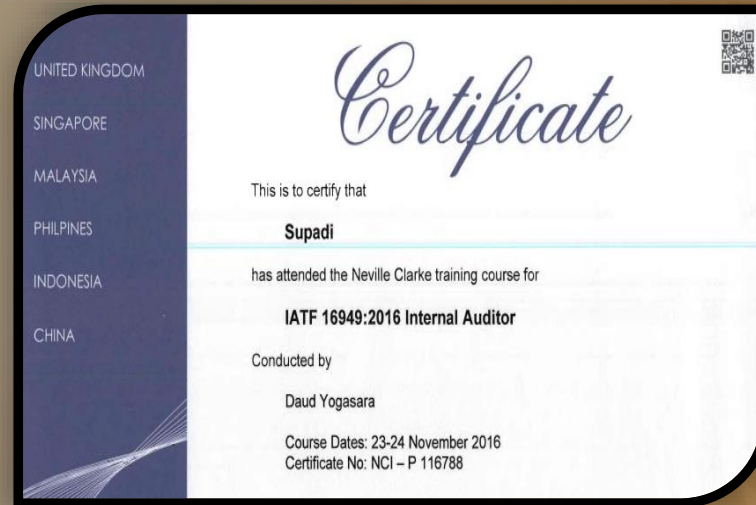 UNITED KINGDOM
SINGAPORE
MALAYSIA
PHILPINES
INDONESIA
CHINA
Certificate
This is to certify that
Supadi
has attended the Neville Clarke training course for
IATF 16949:2016 Internal Auditor
Conducted by
Daud Yogasara
Course Dates: 23-24 November 2016
Certificate No: NCI – P 116788